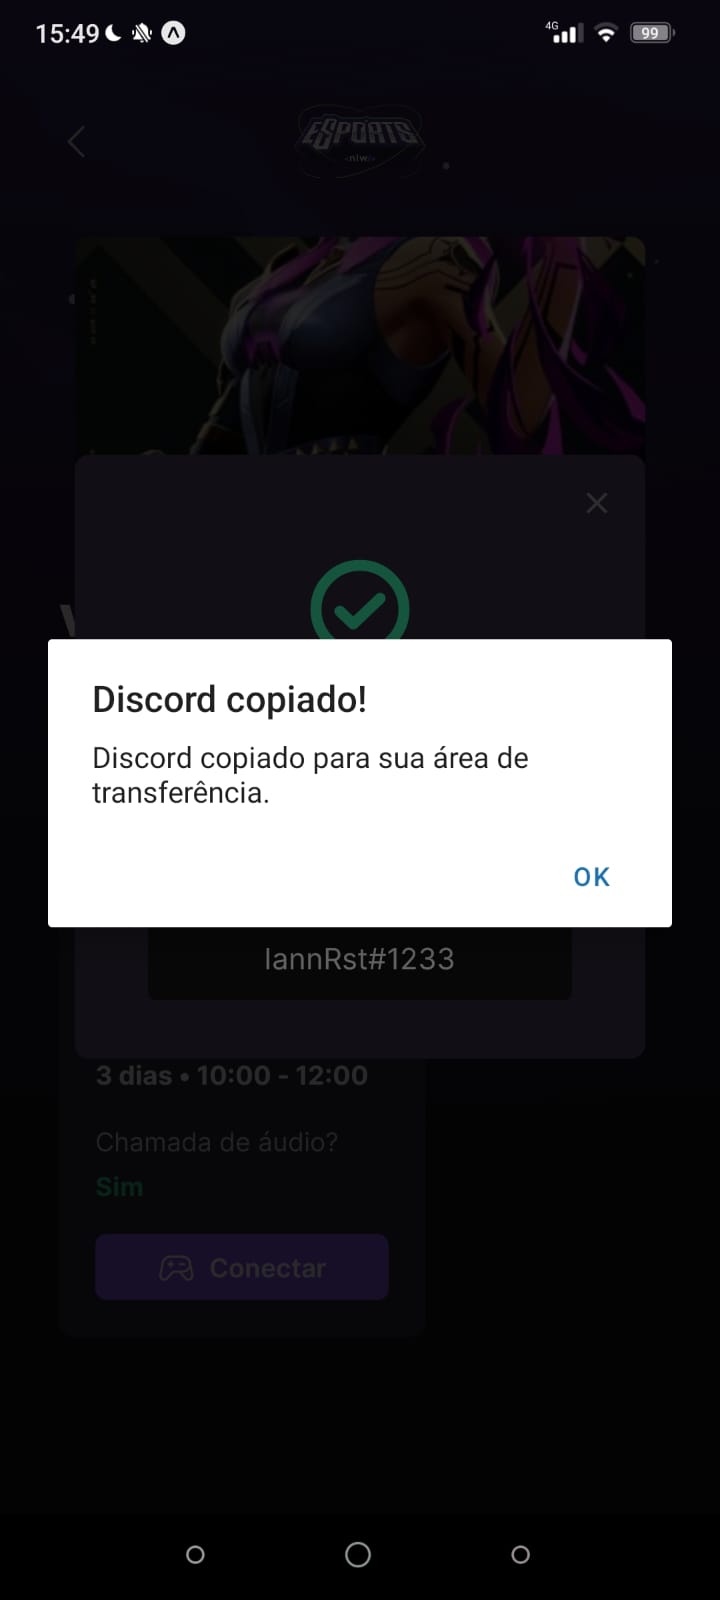 15:49
4G
99
ESPORTS
<nlw/>
Discord copiado!
Discord copiado para sua área de
transferência.
OK
IannRst#1233
3 dias • 10:00 - 12:00
Chamada de áudio?
Sim
Conectar